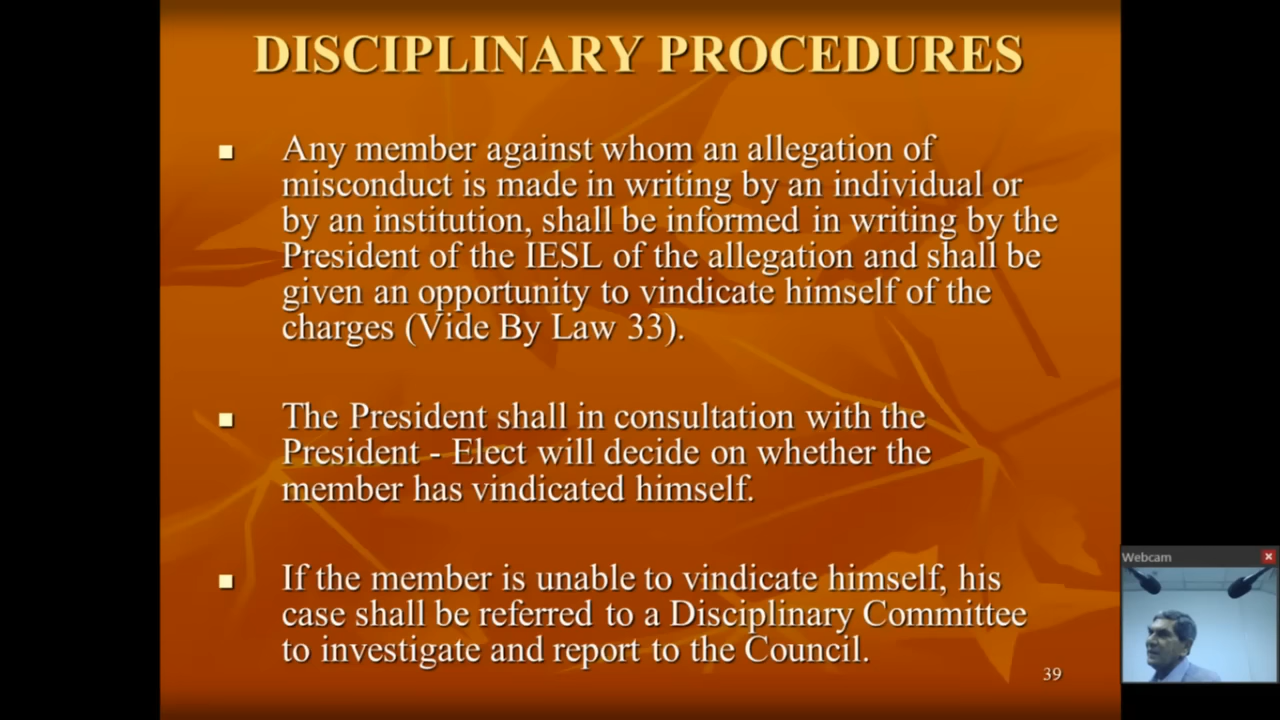 DISCIPLINARY PROCEDURES
Any member against whom an allegation of
misconduct is made in writing by an individual or
by an institution, shall be informed in writing by the
President of the IESL of the allegation and shall be
given an opportunity to vindicate himself of the
charges (Vide By Law 33).
The President shall in consultation with the
President - Elect will decide on whether the
member has vindicated himself.
If the member is unable to vindicate himself, his
case shall be referred to a Disciplinary Committee
to investigate and report to the Council.
39
Webcam